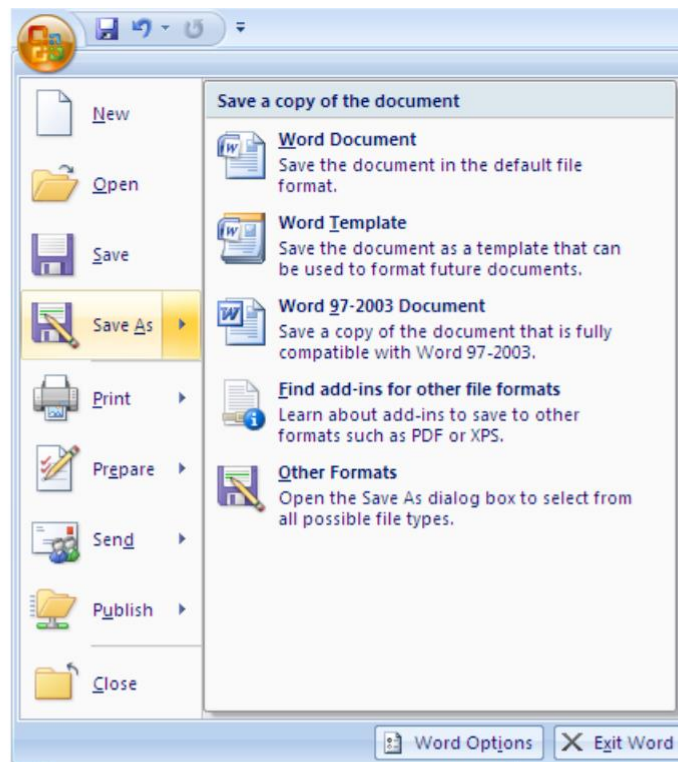 New
Open
Save
Save As
Print
Prepare
Send
Publish
Close
Save a copy of the document
Word Document
Save the document in the default file
format.
Word Template
Save the document as a template that can
be used to format future documents.
Word 97-2003 Document
Save a copy of the document that is fully
compatible with Word 97-2003.
Find add-ins for other file formats
Learn about add-ins to save to other
formats such as PDF or XPS.
Other Formats
Open the Save As dialog box to select from
all possible file types.
Word Options
Exit Word